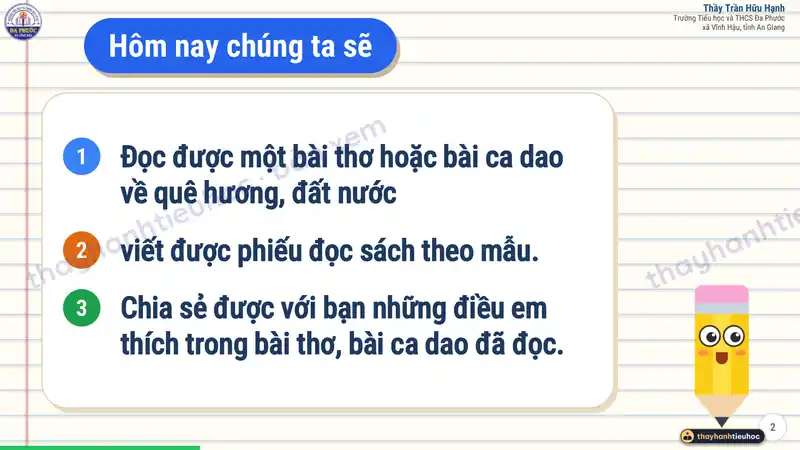 ĐA PHƯỚC
Thầy Trần Hữu Hạnh
Trường Tiểu học và THCS Đa Phước
xã Vĩnh Hậu, tỉnh An Giang
Hôm nay chúng ta sẽ
1 Đọc được một bài thơ hoặc bài ca dao
về quê hương, đất nước
2 viết được phiếu đọc sách theo mẫu.
3 Chia sẻ được với bạn những điều em
thích trong bài thơ, bài ca dao đã đọc.
thayhanhtieuhoc
2